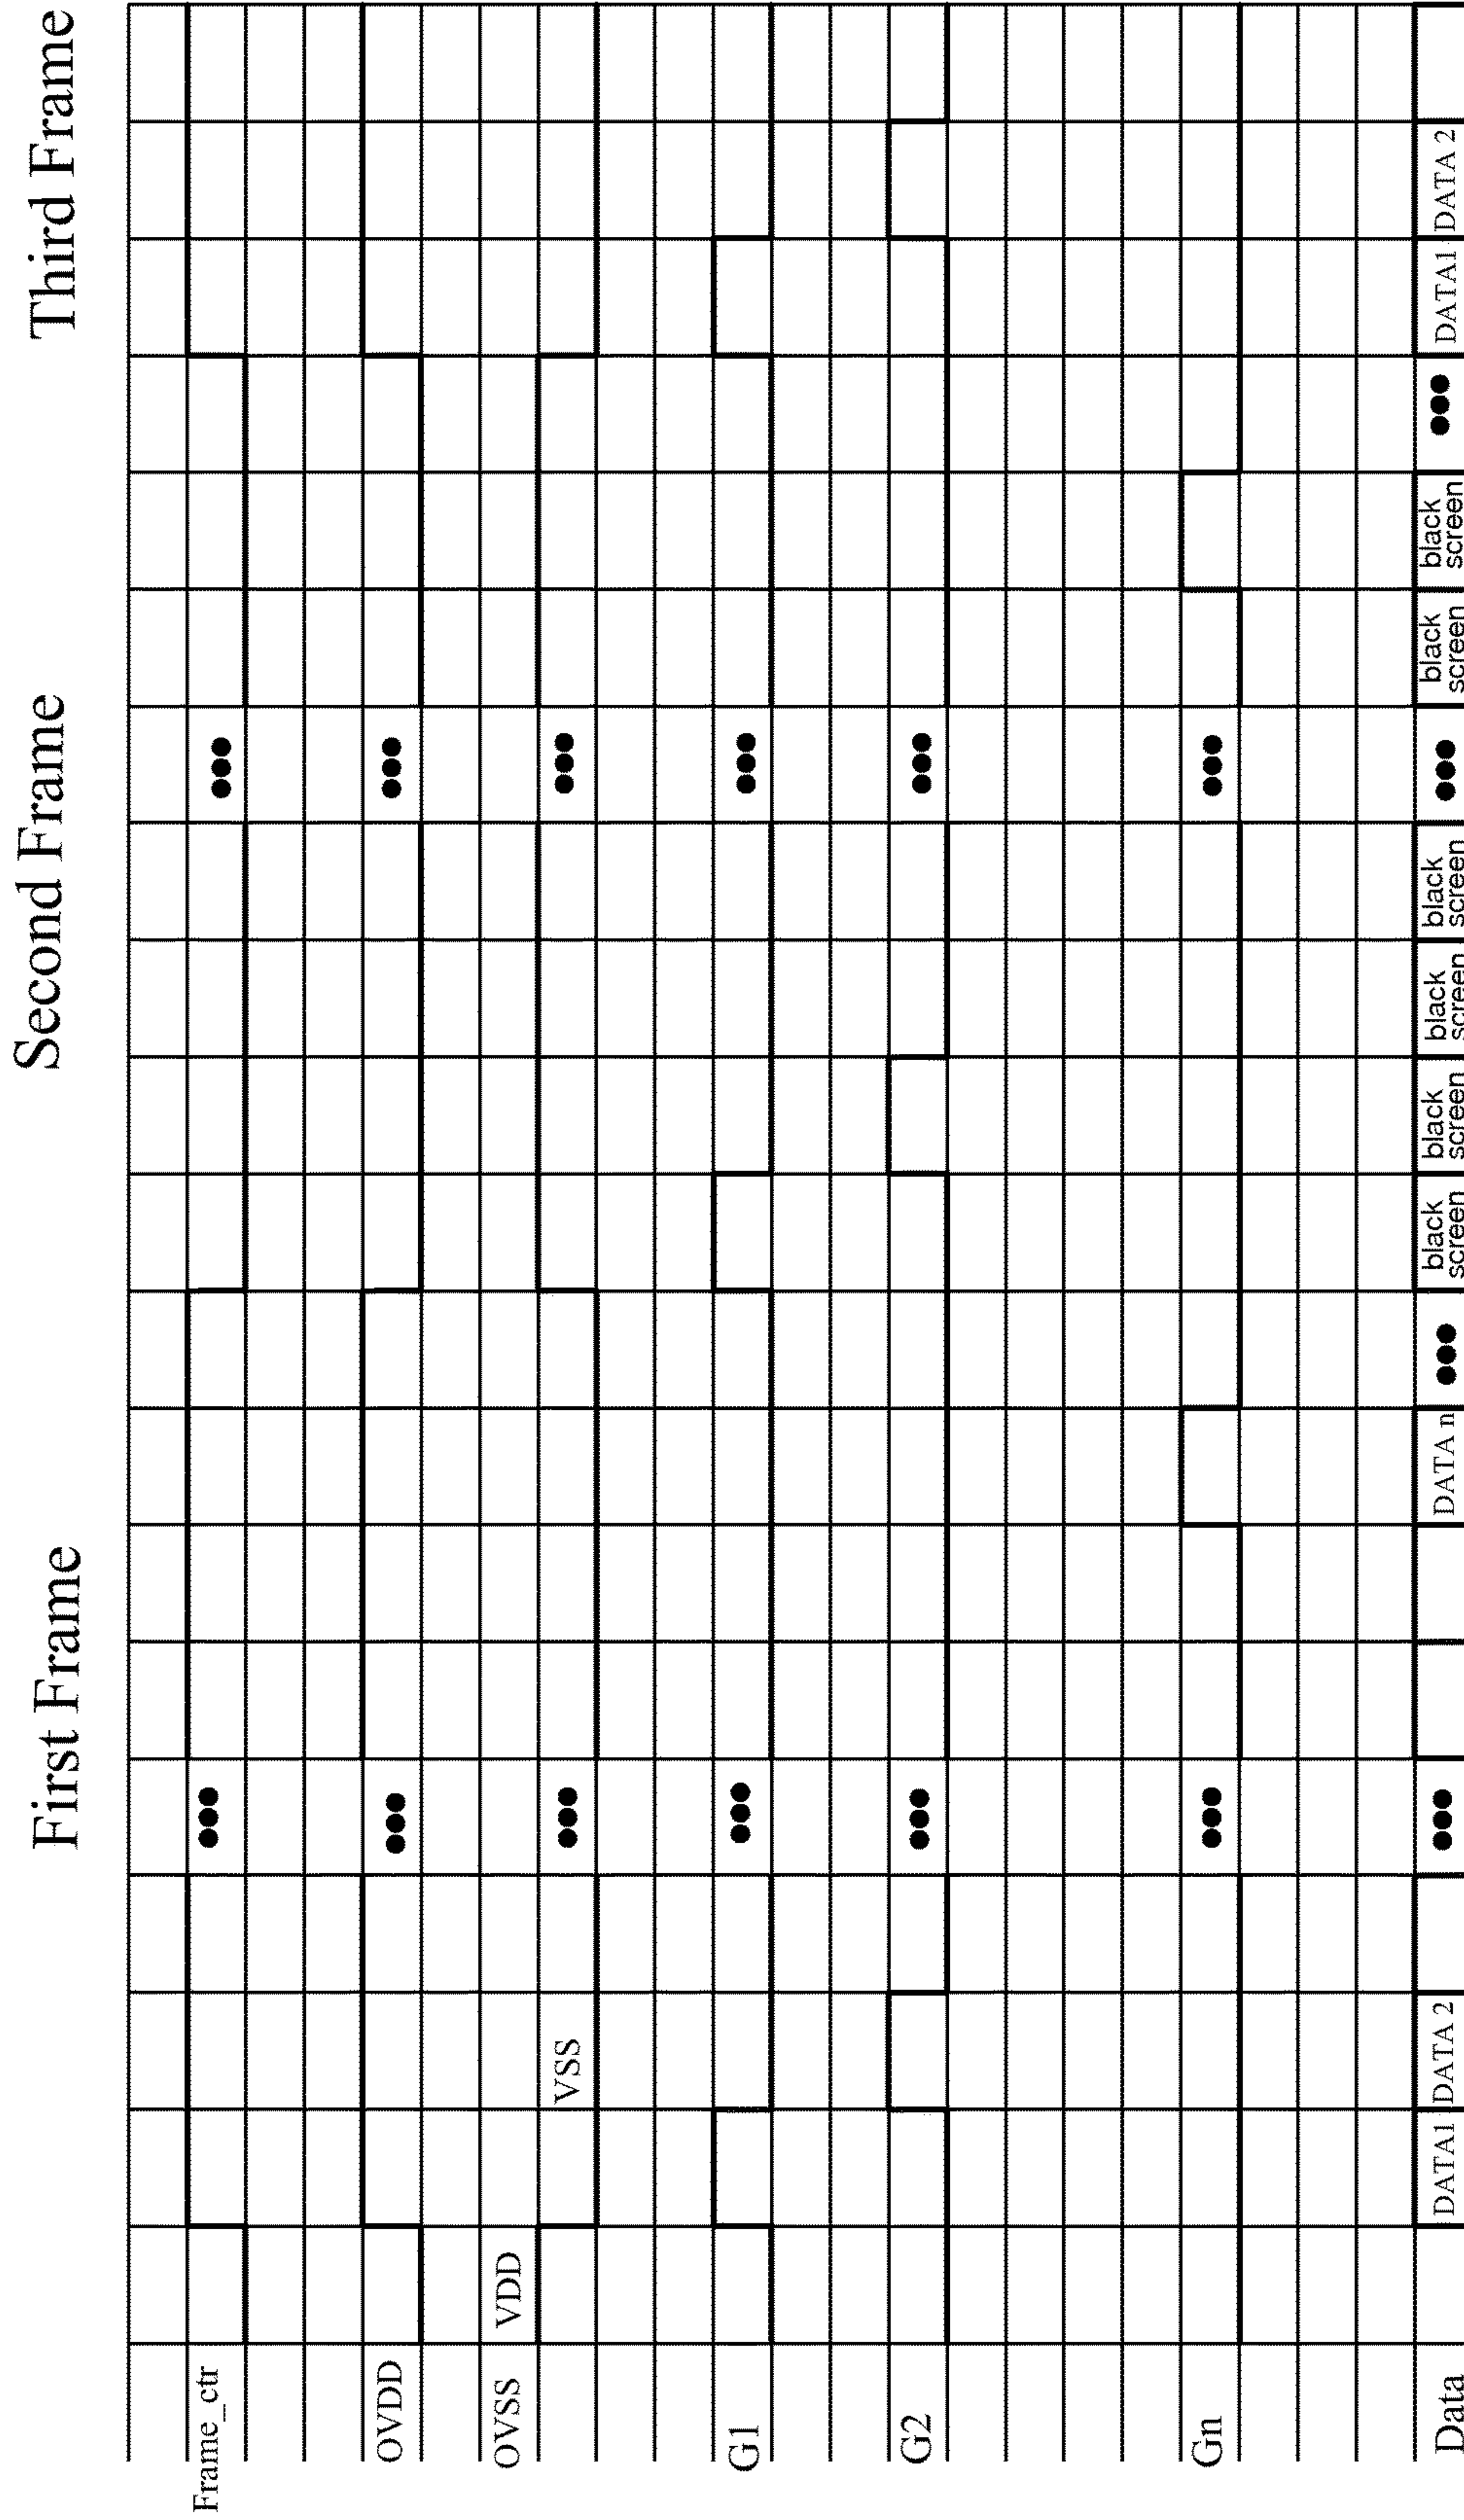 First Frame Second Frame Third Frame
Frame_ctr
OVDD
OVSS VDD
VSS
G1
G2
Gn
Data DATA1 DATA 2 DATA n black screen black screen black screen black screen black screen black screen DATA1 DATA 2